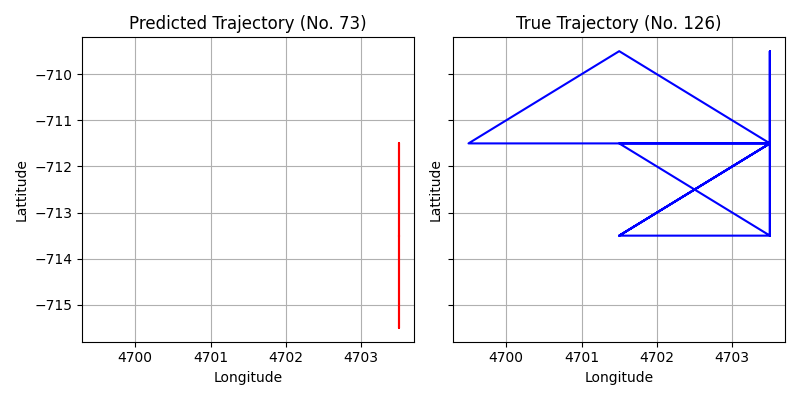 Predicted Trajectory (No. 73)
True Trajectory (No. 126)
−710
−711
−712
−713
−714
−715
Lattitude
4700
4701
4702
4703
Longitude
Lattitude
4700
4701
4702
4703
Longitude